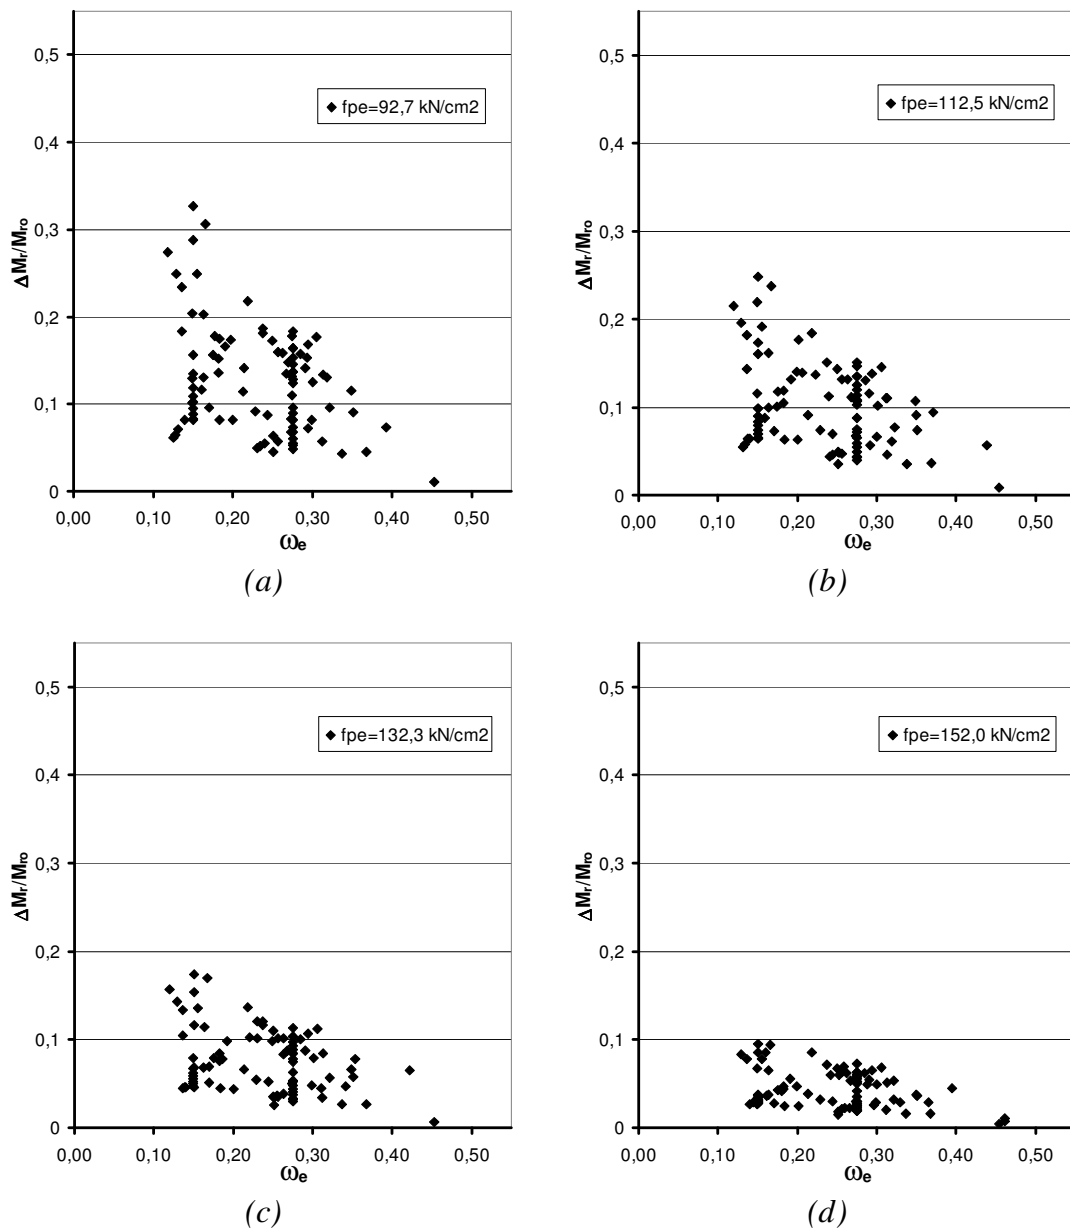 0,5
fpe=92,7 kN/cm2
0,4
0,3
ΔMr/Mro
0,2
0,1
0
0,00 0,10 0,20 0,30 0,40 0,50
ωe
(a)
0,5
fpe=112,5 kN/cm2
0,4
0,3
ΔMr/Mro
0,2
0,1
0
0,00 0,10 0,20 0,30 0,40 0,50
ωe
(b)
0,5
fpe=132,3 kN/cm2
0,4
0,3
ΔMr/Mro
0,2
0,1
0
0,00 0,10 0,20 0,30 0,40 0,50
ωe
(c)
0,5
fpe=152,0 kN/cm2
0,4
0,3
ΔMr/Mro
0,2
0,1
0
0,00 0,10 0,20 0,30 0,40 0,50
ωe
(d)